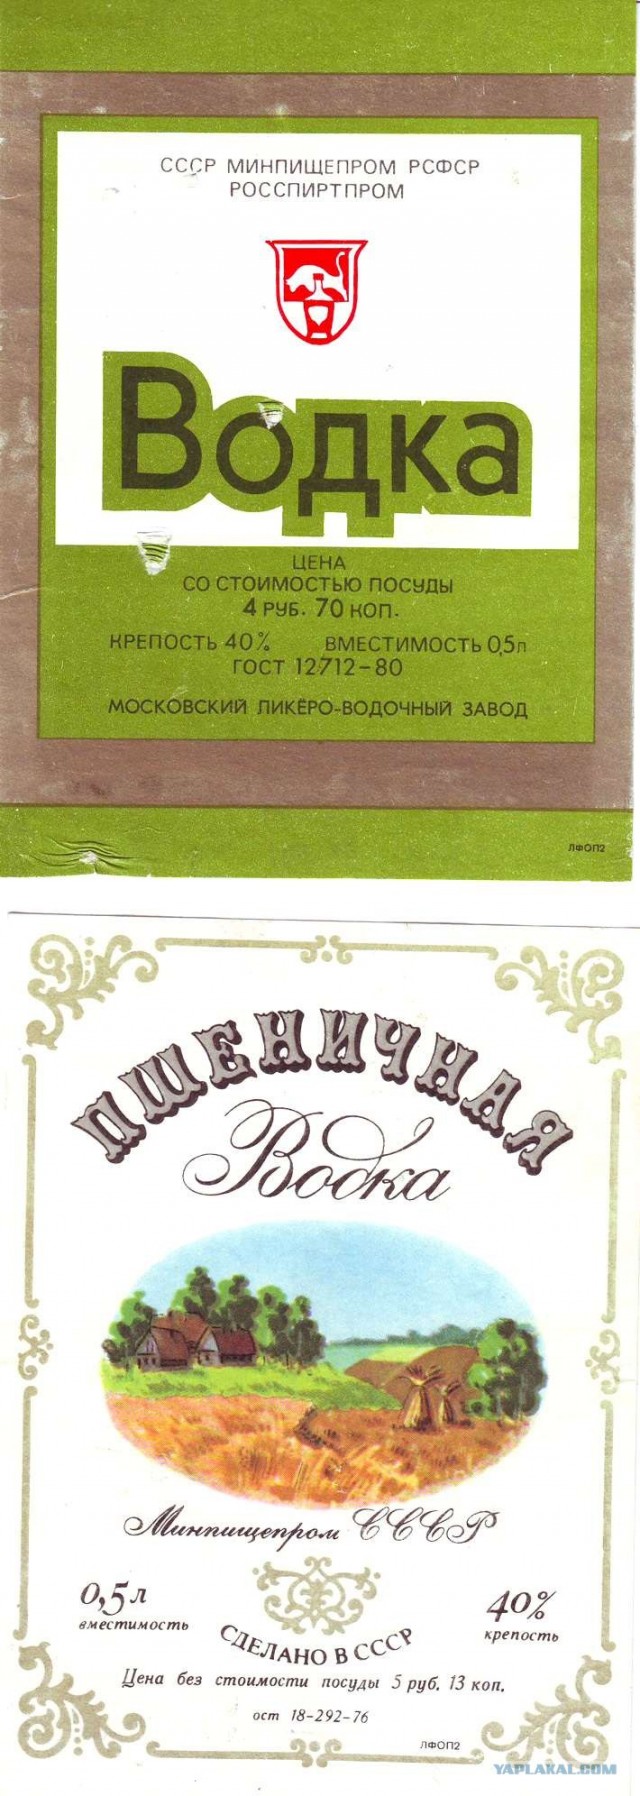 СССР МИНПИЩЕПРОМ РСФСР
РОССПИРТПРОМ
Водка
ЦЕНА
СО СТОИМОСТЬЮ ПОСУДЫ
4 РУБ. 70 КОП.
КРЕПОСТЬ 40% ВМЕСТИМОСТЬ 0,5л
ГОСТ 12712-80
МОСКОВСКИЙ ЛИКЁРО-ВОДОЧНЫЙ ЗАВОД
ЛФОП2
ПШЕНИЧНАЯ
Водка
Минпищепром СССР
0,5л 40%
вместимость крепость
СДЕЛАНО В СССР
Цена без стоимости посуды 5 руб. 13 коп.
ост 18-292-76
ЛФОП2
YAPLAKAL.COM